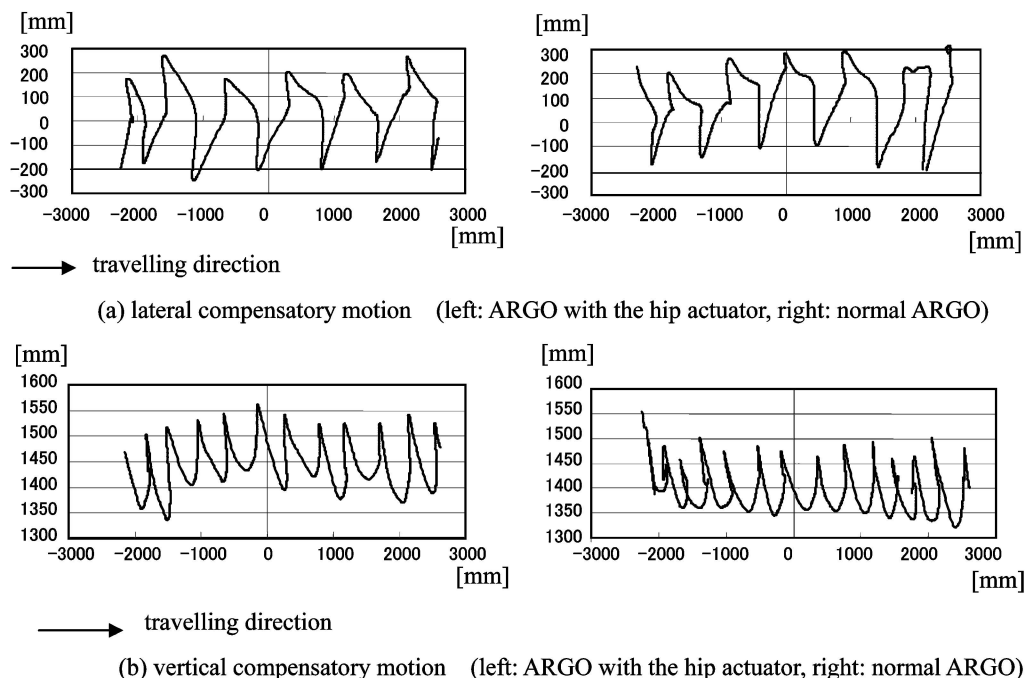 [mm] [mm]
300 300
200 200
100 100
0 0
−100 −100
−200 −200
−300 −300
−3000 −2000 −1000 0 1000 2000 3000 −3000 −2000 −1000 0 1000 2000 3000
[mm] [mm]
travelling direction
(a) lateral compensatory motion (left: ARGO with the hip actuator, right: normal ARGO)
[mm] [mm]
1600 1600
1550 1550
1500 1500
1450 1450
1400 1400
1350 1350
1300 1300
−3000 −2000 −1000 0 1000 2000 3000 −3000 −2000 −1000 0 1000 2000 3000
[mm] [mm]
travelling direction
(b) vertical compensatory motion (left: ARGO with the hip actuator, right: normal ARGO)